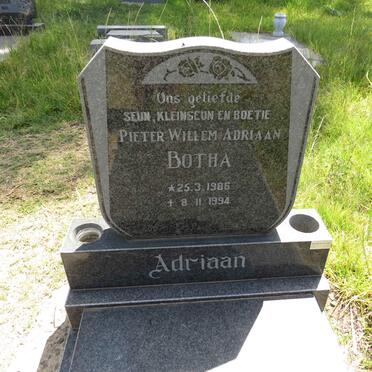 Ons geliefde
SEUN, KLEINSEUN EN BOETIE
PIETER WILLEM ADRIAAN
BOTHA
★25.3.1986
✝8.11.1994
Adriaan